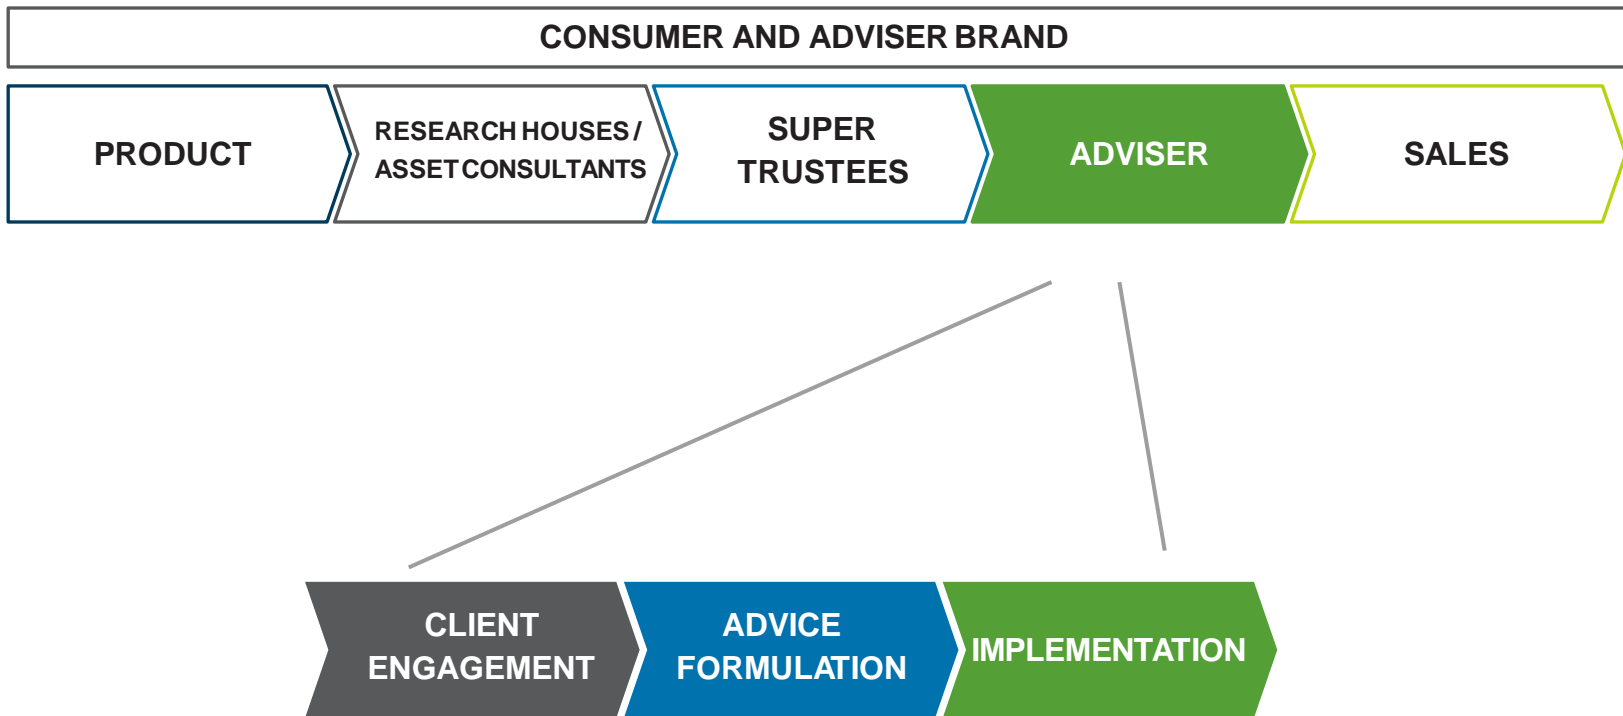 CONSUMER AND ADVISER BRAND
PRODUCT
RESEARCH HOUSES /
ASSET CONSULTANTS
SUPER
TRUSTEES
ADVISER
SALES
CLIENT
ENGAGEMENT
ADVICE
FORMULATION
IMPLEMENTATION